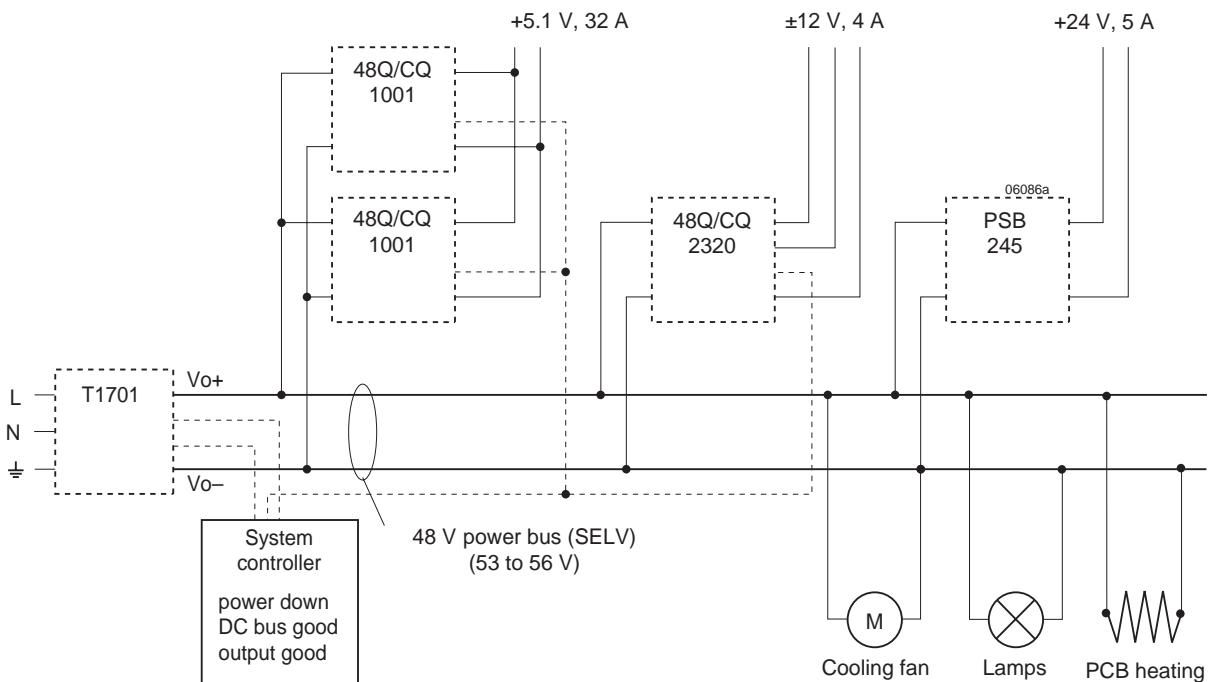 +5.1 V, 32 A
±12 V, 4 A
+24 V, 5 A
48Q/CQ
1001
48Q/CQ
1001
48Q/CQ
2320
06086a
PSB
245
L
N
T1701
Vo+
Vo–
System
controller
power down
DC bus good
output good
48 V power bus (SELV)
(53 to 56 V)
M
Cooling fan
Lamps
PCB heating